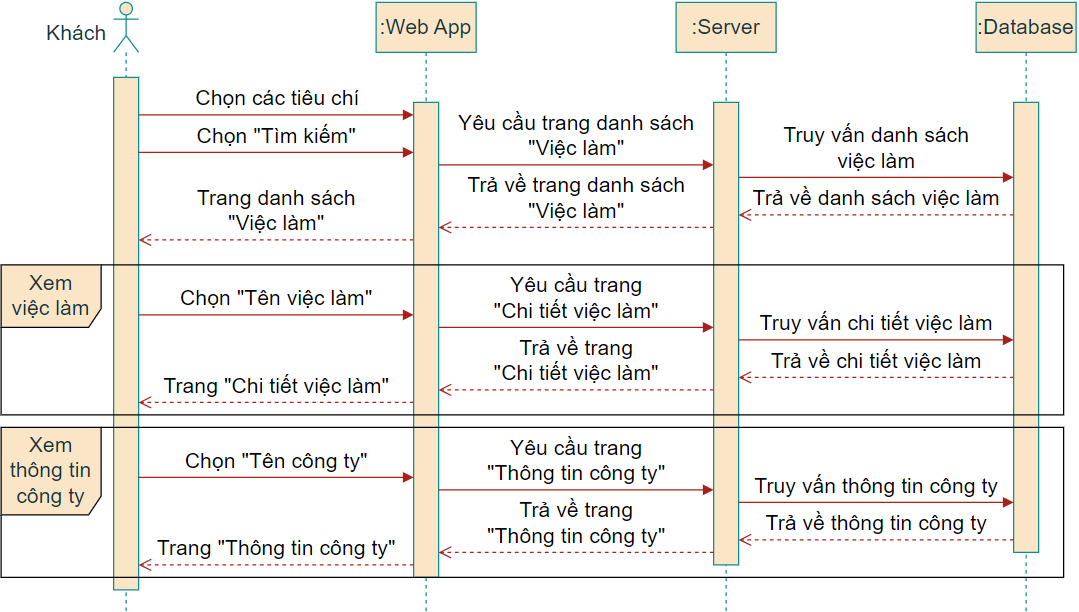 Khách
:Web App
:Server
:Database
Chọn các tiêu chí
Chọn "Tìm kiếm"
Yêu cầu trang danh sách
"Việc làm"
Truy vấn danh sách
việc làm
Trả về danh sách việc làm
Trả về trang danh sách
"Việc làm"
Trang danh sách
"Việc làm"
Xem
việc làm
Chọn "Tên việc làm"
Yêu cầu trang
"Chi tiết việc làm"
Truy vấn chi tiết việc làm
Trả về chi tiết việc làm
Trả về trang
"Chi tiết việc làm"
Trang "Chi tiết việc làm"
Xem
thông tin
công ty
Chọn "Tên công ty"
Yêu cầu trang
"Thông tin công ty"
Truy vấn thông tin công ty
Trả về thông tin công ty
Trả về trang
"Thông tin công ty"
Trang "Thông tin công ty"